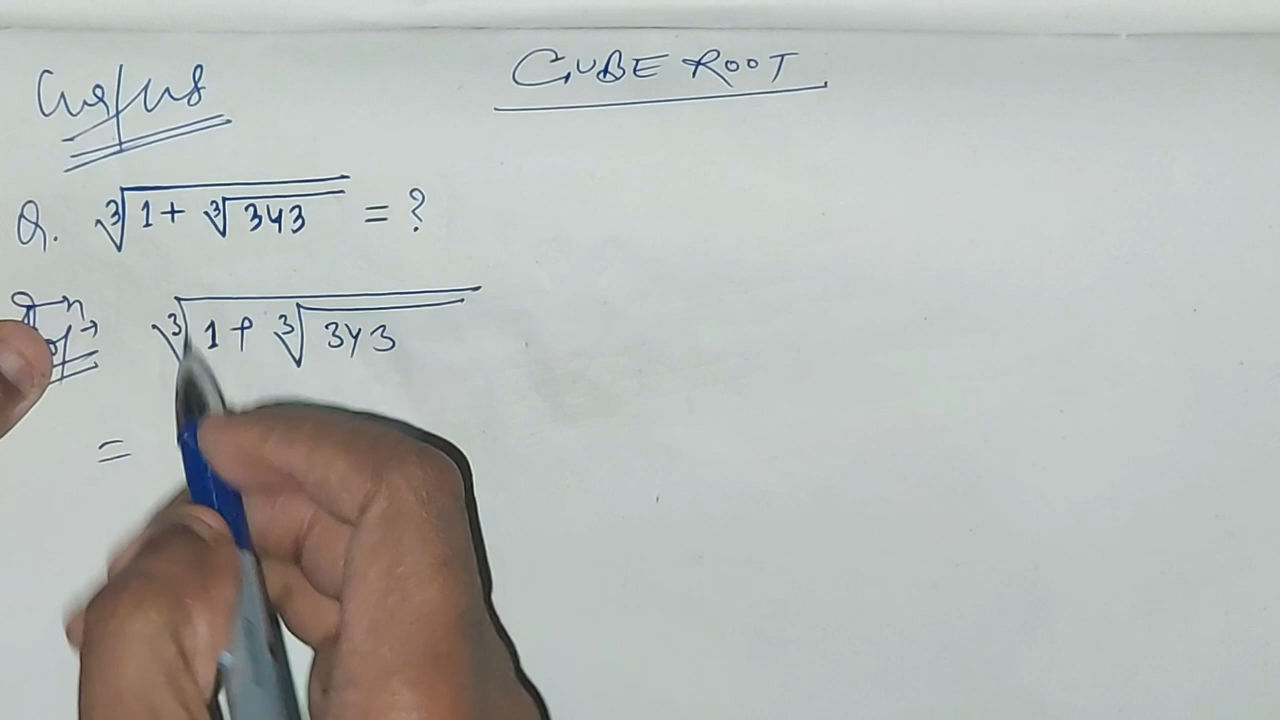 CUBE ROOT
Q. ∛(1+ ∛343) = ?
∛(1+ ∛343)
=